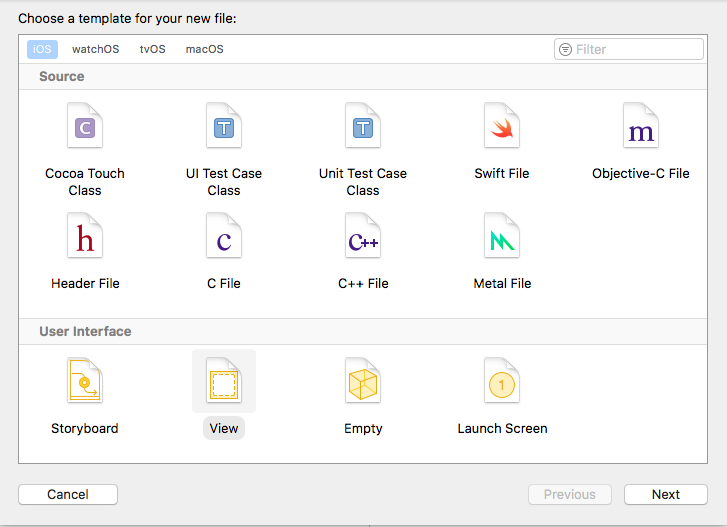 Choose a template for your new file:
iOS watchOS tvOS macOS Filter
Source
C T T m
Cocoa Touch Class
UI Test Case Class
Unit Test Case Class
Swift File
Objective-C File
h c C++
Header File
C File
C++ File
Metal File
User Interface
1
Storyboard
View
Empty
Launch Screen
Cancel Previous Next